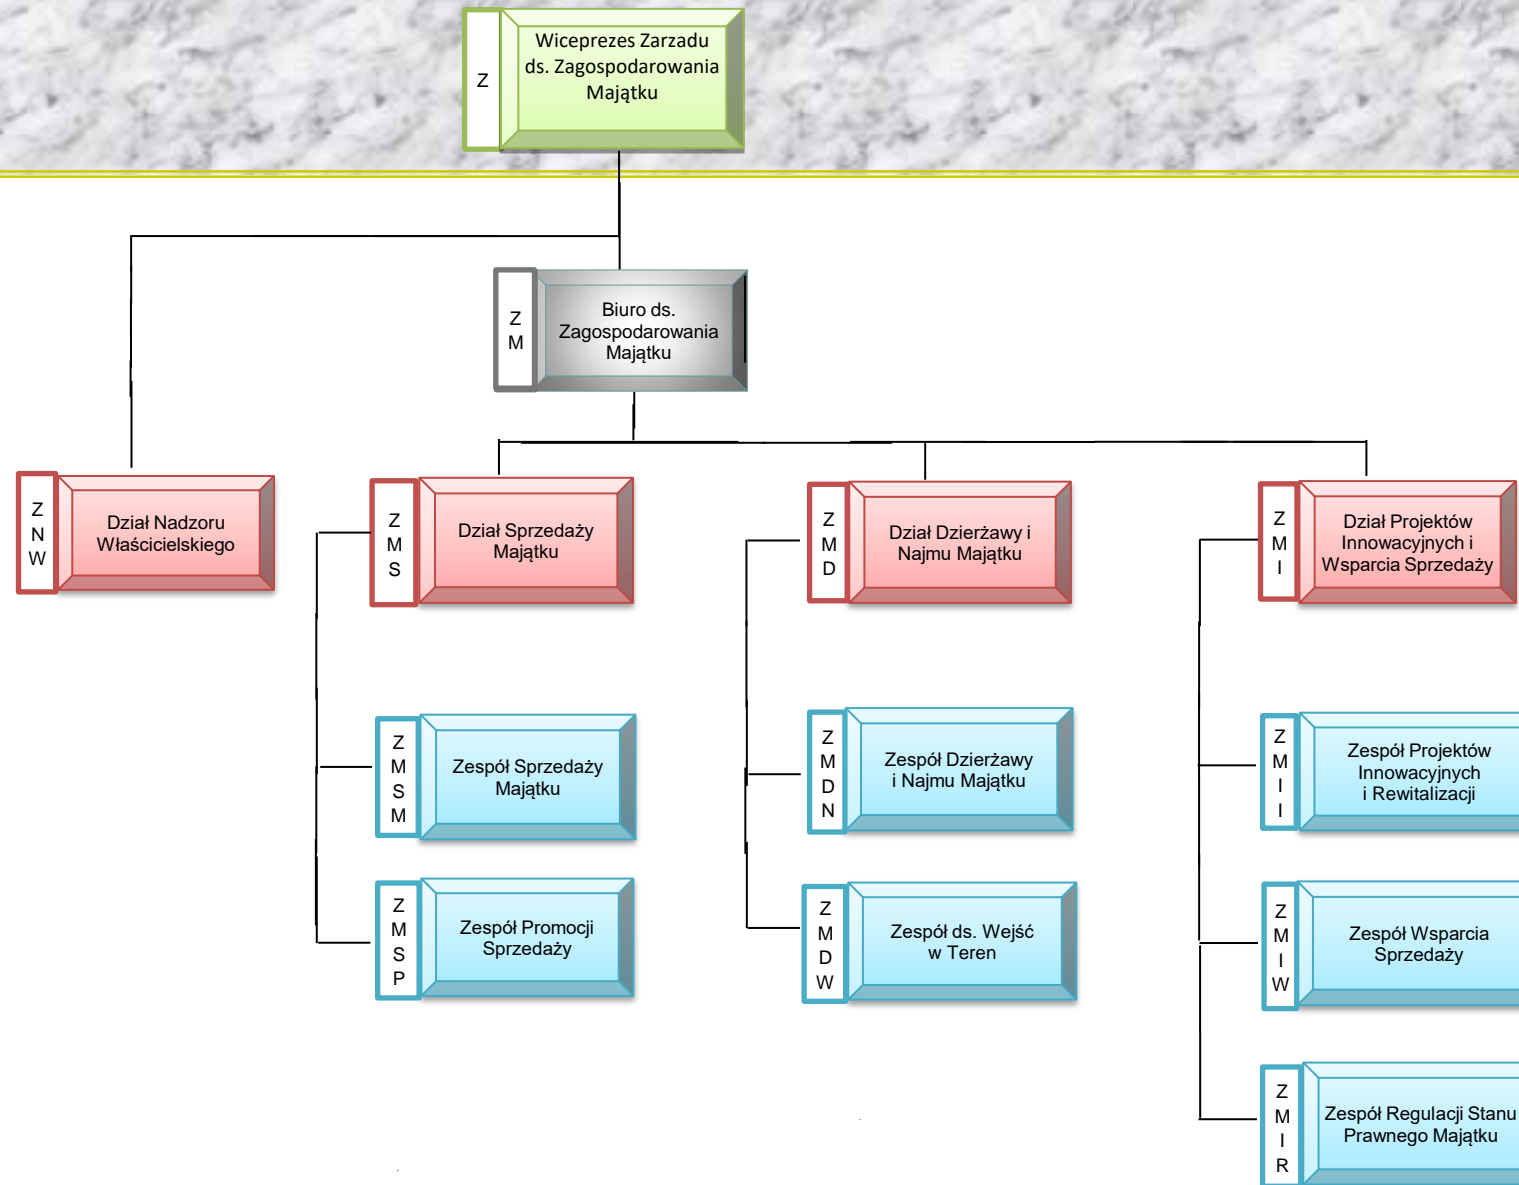 Z
Wiceprezes Zarzadu
ds. Zagospodarowania
Majątku
Z
M
Biuro ds.
Zagospodarowania
Majątku
Z
N
W
Dział Nadzoru
Właścicielskiego
Z
M
S
Dział Sprzedaży
Majątku
Z
M
D
Dział Dzierżawy i
Najmu Majątku
Z
M
I
Dział Projektów
Innowacyjnych i
Wsparcia Sprzedaży
Z
M
S
M
Zespół Sprzedaży
Majątku
Z
M
D
N
Zespół Dzierżawy
i Najmu Majątku
Z
M
I
I
Zespół Projektów
Innowacyjnych
i Rewitalizacji
Z
M
S
P
Zespół Promocji
Sprzedaży
Z
M
D
W
Zespół ds. Wejść
w Teren
Z
M
I
W
Zespół Wsparcia
Sprzedaży
Z
M
I
R
Zespół Regulacji Stanu
Prawnego Majątku